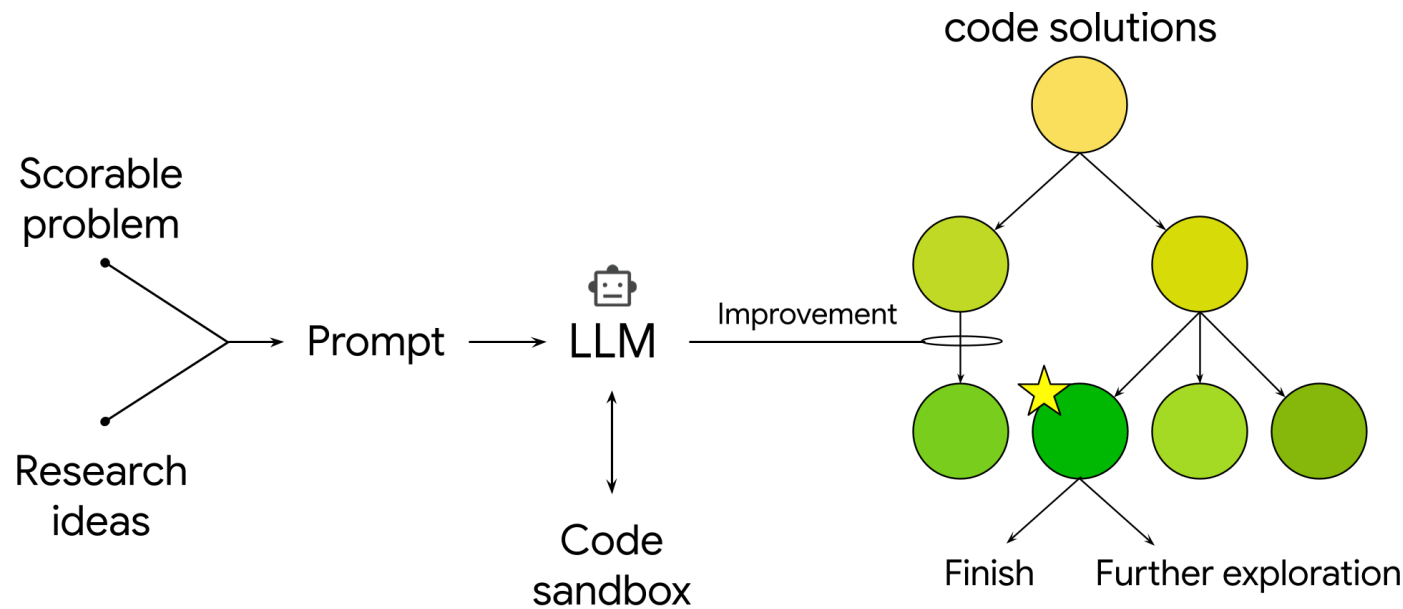 code solutions
Scorable
problem
Prompt
LLM
Improvement
Research
ideas
Code
sandbox
Finish
Further exploration